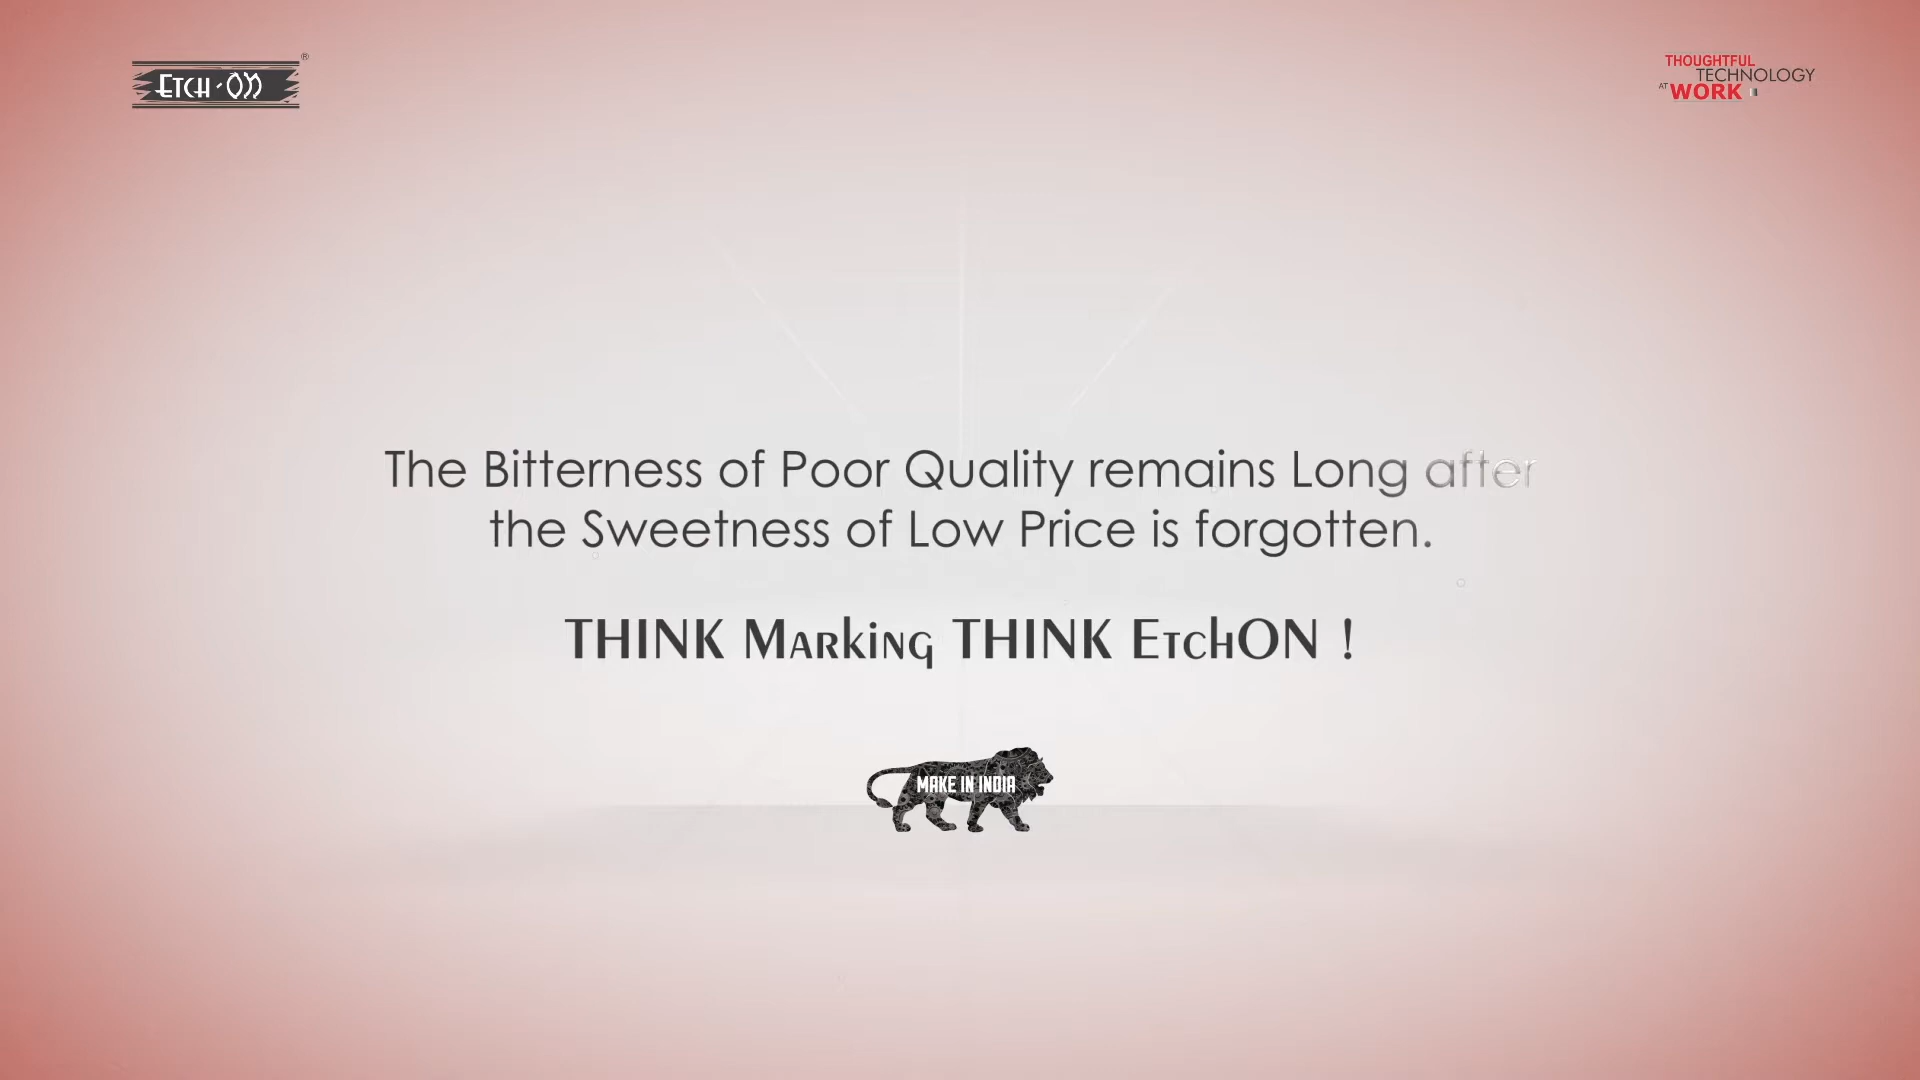 ETCH-ON ®
THOUGHTFUL
TECHNOLOGY
AT WORK
The Bitterness of Poor Quality remains Long after
the Sweetness of Low Price is forgotten.
THINK Marking THINK EtchON !
MAKE IN INDIA